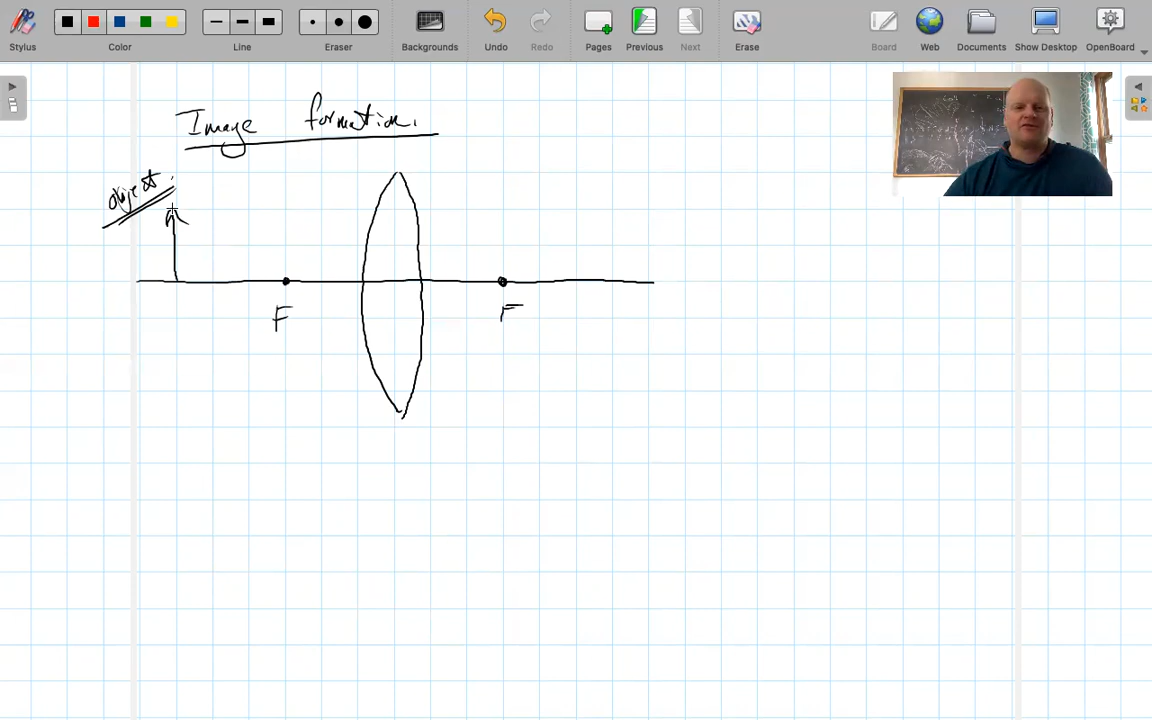 Stylus
Color
Line
Eraser
Backgrounds
Undo
Redo
Pages
Previous
Next
Erase
Board
Web
Documents
Show Desktop
OpenBoard
Image formation.
object.
F
F